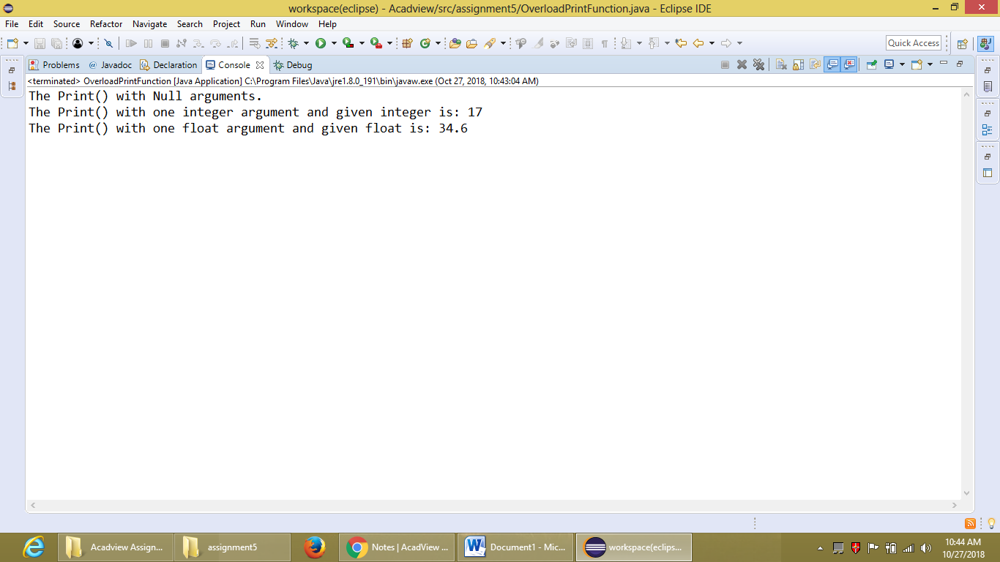 workspace(eclipse) - Acadview/src/assignment5/OverloadPrintFunction.java - Eclipse IDE
File Edit Source Refactor Navigate Search Project Run Window Help
Quick Access
Problems @ Javadoc Declaration Console Debug
<terminated> OverloadPrintFunction [Java Application] C:\Program Files\Java\jre1.8.0_191\bin\javaw.exe (Oct 27, 2018, 10:43:04 AM)
The Print() with Null arguments.
The Print() with one integer argument and given integer is: 17
The Print() with one float argument and given float is: 34.6
Acadview Assign... assignment5 Notes | AcadView ... Document1 - Mic... workspace(eclips...
10:44 AM
10/27/2018